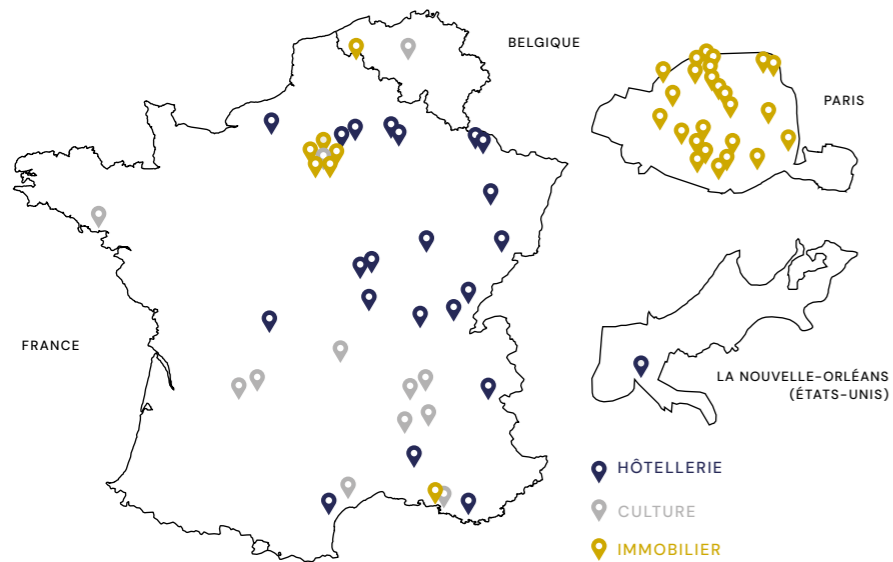 BELGIQUE
PARIS
FRANCE
LA NOUVELLE-ORLÉANS
(ÉTATS-UNIS)
HÔTELLERIE
CULTURE
IMMOBILIER